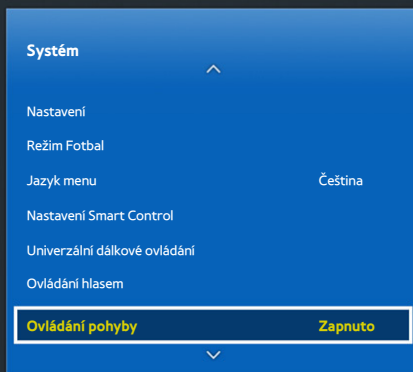 Systém
Nastavení
Režim Fotbal
Jazyk menu Čeština
Nastavení Smart Control
Univerzální dálkové ovládání
Ovládání hlasem
Ovládání pohyby Zapnuto